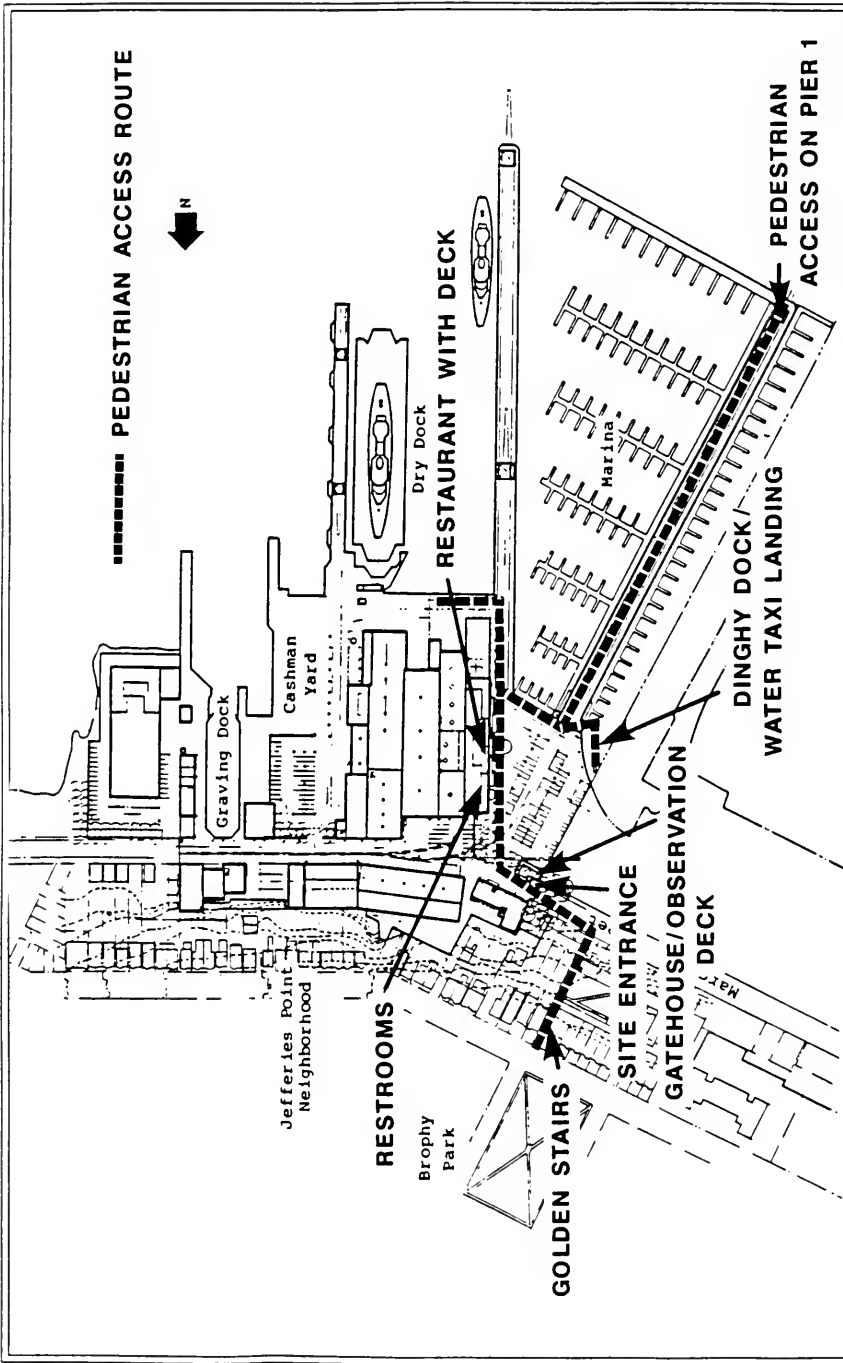 PEDESTRIAN ACCESS ROUTE
N
RESTAURANT WITH DECK
Dry Dock
Cashman
Yard
Graving Dock
Jefferies Point
Neighborhood
RESTROOMS
Brophy
Park
GOLDEN STAIRS
SITE ENTRANCE
GATEHOUSE/OBSERVATION
DECK
DINGHY DOCK/
WATER TAXI LANDING
Marina
PEDESTRIAN
ACCESS ON PIER 1